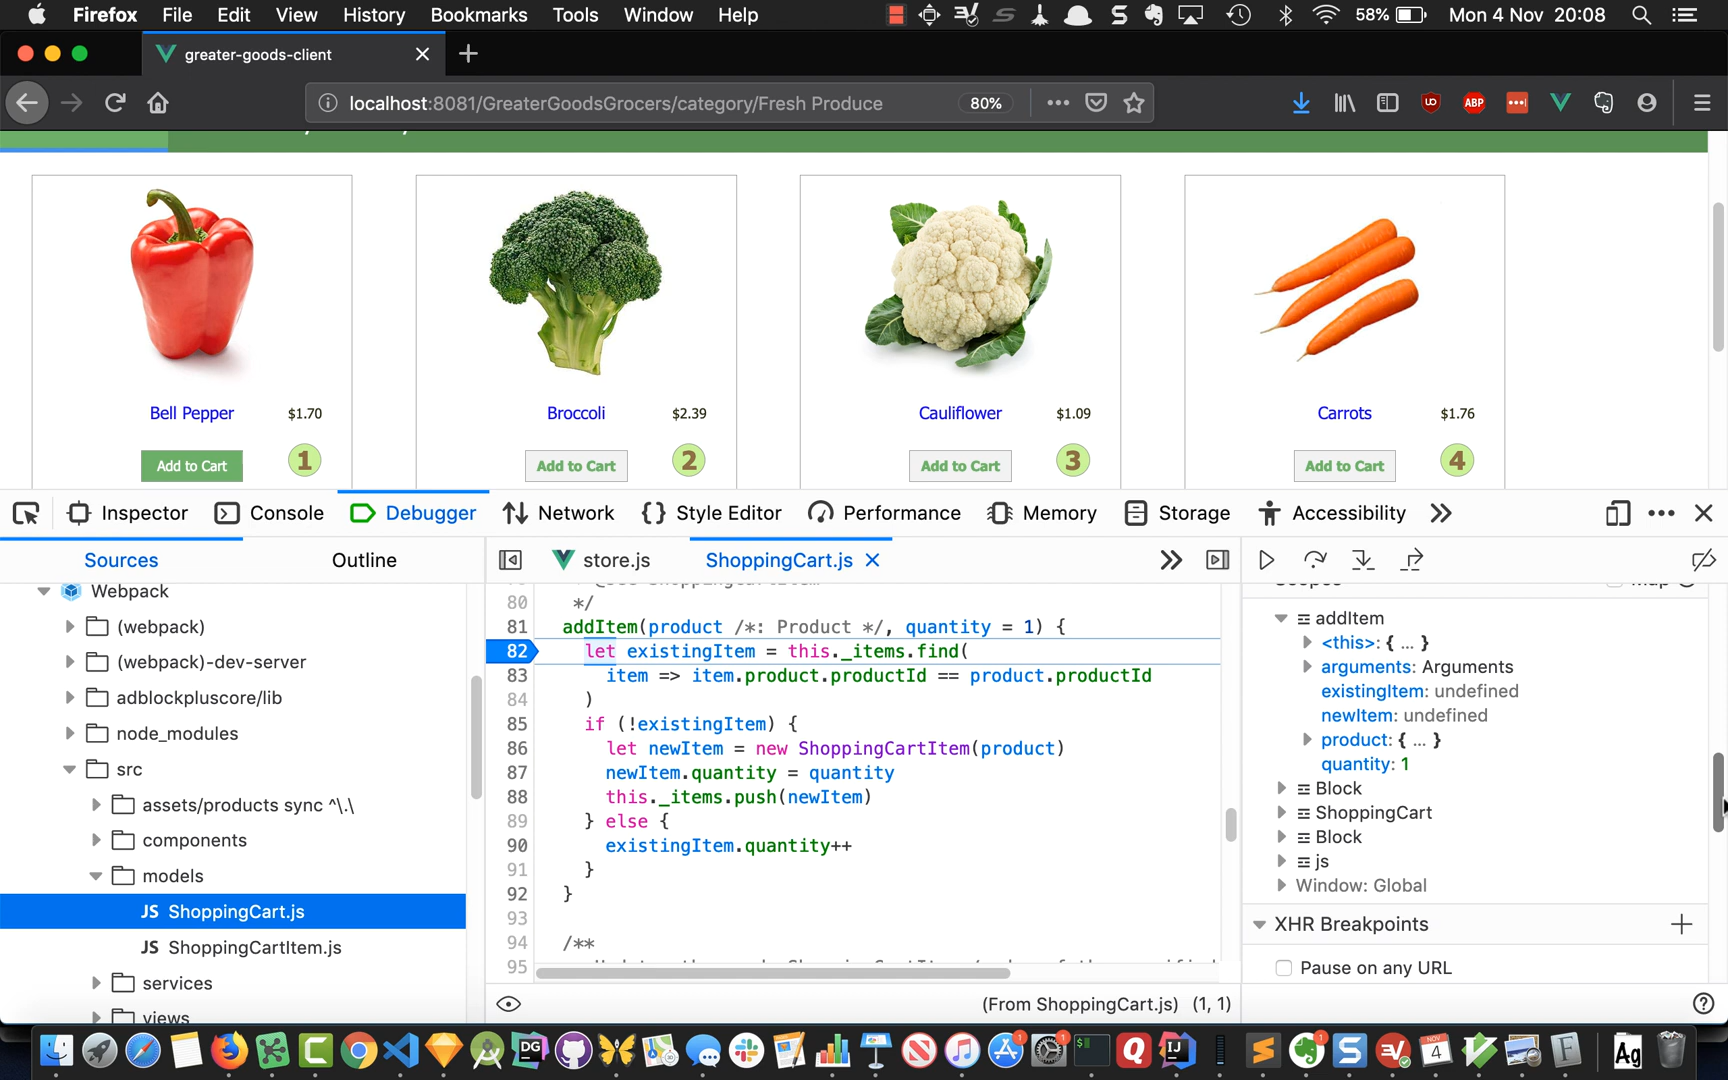 Firefox File Edit View History Bookmarks Tools Window Help 58% Mon 4 Nov 20:08
greater-goods-client
localhost:8081/GreaterGoodsGrocers/category/Fresh Produce 80% ABP
Bell Pepper $1.70
Add to Cart 1
Broccoli $2.39
Add to Cart 2
Cauliflower $1.09
Add to Cart 3
Carrots $1.76
Add to Cart 4
Inspector Console Debugger Network Style Editor Performance Memory Storage Accessibility
Sources Outline
Webpack
(webpack)
(webpack)-dev-server
adblockpluscore/lib
node_modules
src
assets/products sync ^\.\
components
models
JS ShoppingCart.js
JS ShoppingCartItem.js
services
views
store.js ShoppingCart.js
80 */
81 addItem(product /*: Product */, quantity = 1) {
82 let existingItem = this._items.find(
83 item => item.product.productId == product.productId
84 )
85 if (!existingItem) {
86 let newItem = new ShoppingCartItem(product)
87 newItem.quantity = quantity
88 this._items.push(newItem)
89 } else {
90 existingItem.quantity++
91 }
92 }
93
94 /**
95
(From ShoppingCart.js) (1, 1)
addItem
<this>: { … }
arguments: Arguments
existingItem: undefined
newItem: undefined
product: { … }
quantity: 1
Block
ShoppingCart
Block
js
Window: Global
XHR Breakpoints
Pause on any URL